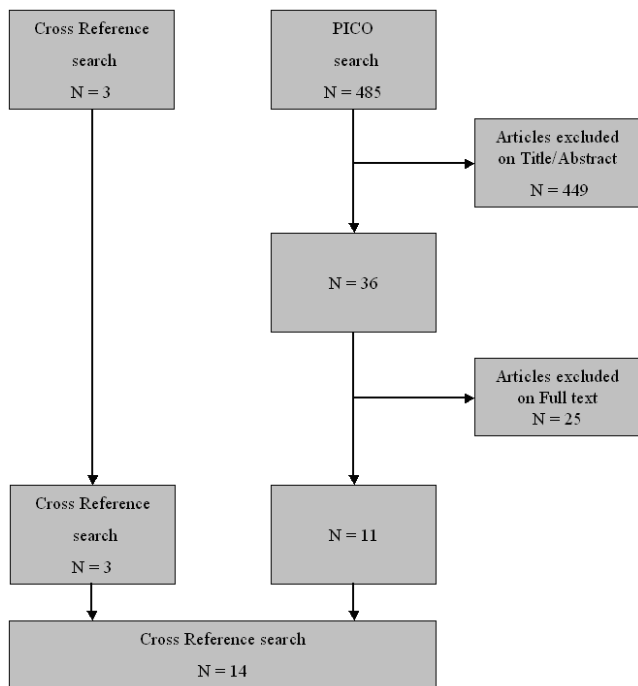 Cross Reference
search
N = 3
PICO
search
N = 485
Articles excluded
on Title/Abstract
N = 449
N = 36
Articles excluded
on Full text
N = 25
Cross Reference
search
N = 3
N = 11
Cross Reference search
N = 14